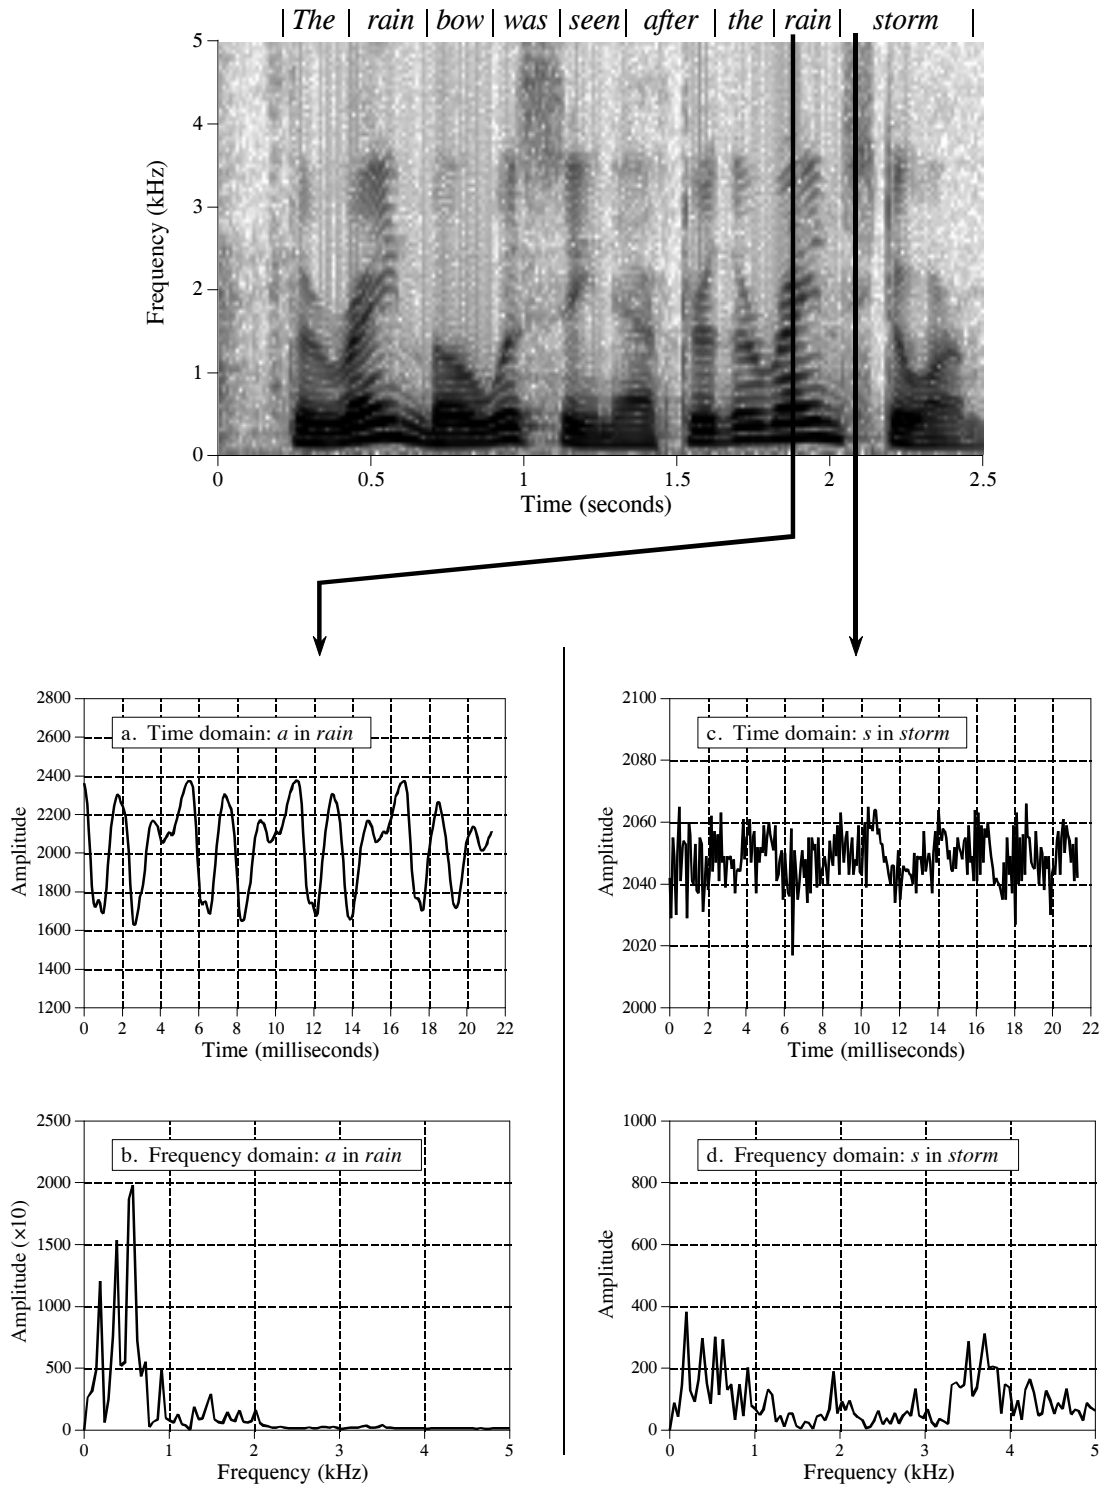 | The | rain | bow | was | seen | after | the | rain | storm |
5
4
3
2
1
0
Frequency (kHz)
0 0.5 1 1.5 2 2.5
Time (seconds)
2800
2600
2400
2200
2000
1800
1600
1400
1200
Amplitude
a. Time domain: a in rain
0 2 4 6 8 10 12 14 16 18 20 22
Time (milliseconds)
2100
2080
2060
2040
2020
2000
Amplitude
c. Time domain: s in storm
0 2 4 6 8 10 12 14 16 18 20 22
Time (milliseconds)
2500
2000
1500
1000
500
0
Amplitude (×10)
b. Frequency domain: a in rain
0 1 2 3 4 5
Frequency (kHz)
1000
800
600
400
200
0
Amplitude
d. Frequency domain: s in storm
0 1 2 3 4 5
Frequency (kHz)